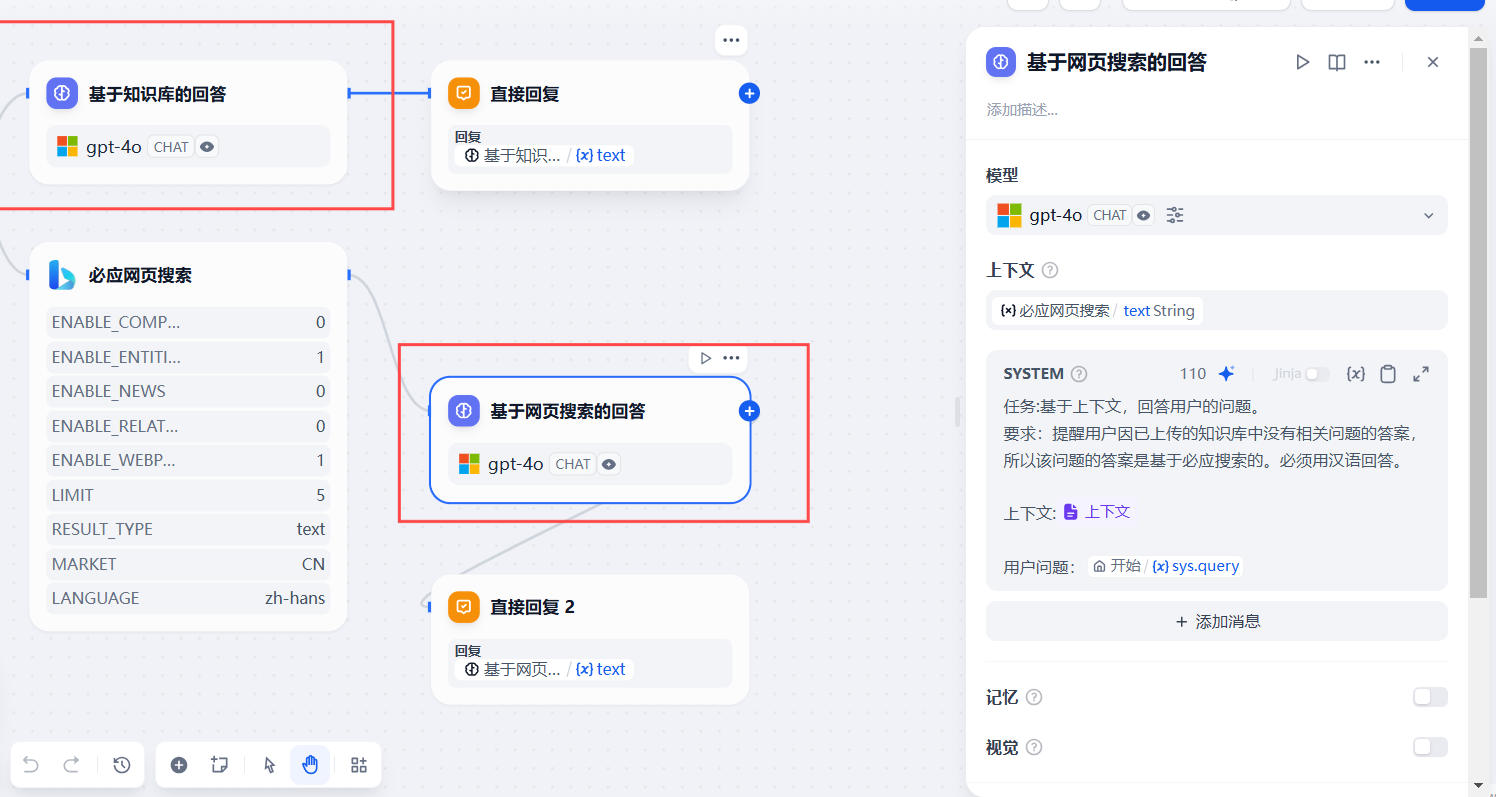 基于知识库的回答
gpt-4o CHAT
直接回复
回复
基于知识... / {x} text
必应网页搜索
ENABLE_COMP... 0
ENABLE_ENTITI... 1
ENABLE_NEWS 0
ENABLE_RELAT... 0
ENABLE_WEBP... 1
LIMIT 5
RESULT_TYPE text
MARKET CN
LANGUAGE zh-hans
基于网页搜索的回答
gpt-4o CHAT
直接回复 2
回复
基于网页... / {x} text
基于网页搜索的回答
添加描述...
模型
gpt-4o CHAT
上下文
{x} 必应网页搜索 / text String
SYSTEM 110 Jinja {x}
任务:基于上下文，回答用户的问题。
要求：提醒用户因已上传的知识库中没有相关问题的答案，
所以该问题的答案是基于必应搜索的。必须用汉语回答。
上下文: 上下文
用户问题： 开始 / {x} sys.query
+ 添加消息
记忆
视觉